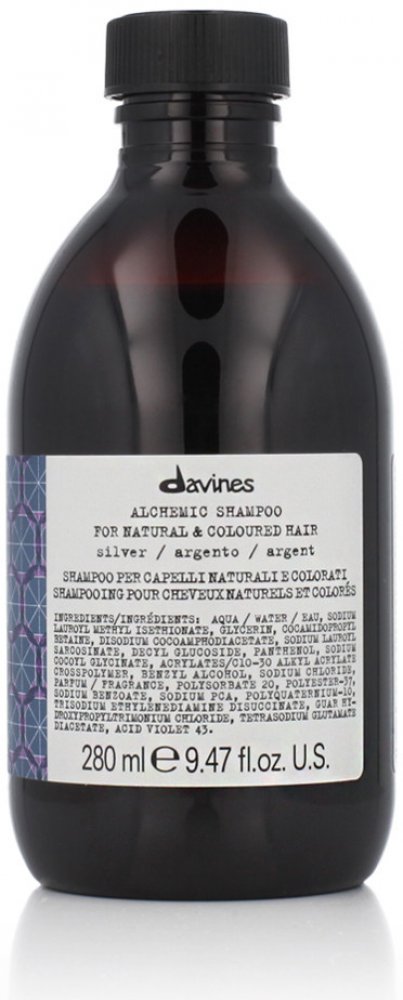 davines
ALCHEMIC SHAMPOO
FOR NATURAL & COLOURED HAIR
silver / argento / argent
SHAMPOO PER CAPELLI NATURALI E COLORATI
SHAMPOOING POUR CHEVEUX NATURELS ET COLORÉS
INGREDIENTS/INGRÉDIENTS: AQUA / WATER / EAU, SODIUM
LAUROYL METHYL ISETHIONATE, GLYCERIN, COCAMIDOPROPYL
BETAINE, DISODIUM COCOAMPHODIACETATE, SODIUM LAUROYL
SARCOSINATE, DECYL GLUCOSIDE, PANTHENOL, SODIUM
COCOYL GLYCINATE, ACRYLATES/C10-30 ALKYL ACRYLATE
CROSSPOLYMER, BENZYL ALCOHOL, SODIUM CHLORIDE,
PARFUM / FRAGRANCE, POLYSORBATE 20, POLYESTER-37,
SODIUM BENZOATE, SODIUM PCA, POLYQUATERNIUM-10,
TRISODIUM ETHYLENEDIAMINE DISUCCINATE, GUAR HY-
DROXYPROPYLTRIMONIUM CHLORIDE, TETRASODIUM GLUTAMATE
DIACETATE, ACID VIOLET 43.
280 ml e 9.47 fl.oz. U.S.